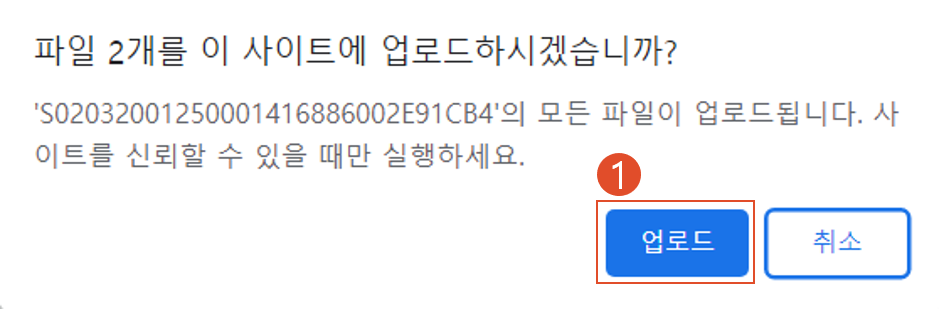 파일 2개를 이 사이트에 업로드하시겠습니까?
'S02032001250001416886002E91CB4'의 모든 파일이 업로드됩니다. 사
이트를 신뢰할 수 있을 때만 실행하세요.
1
업로드 취소